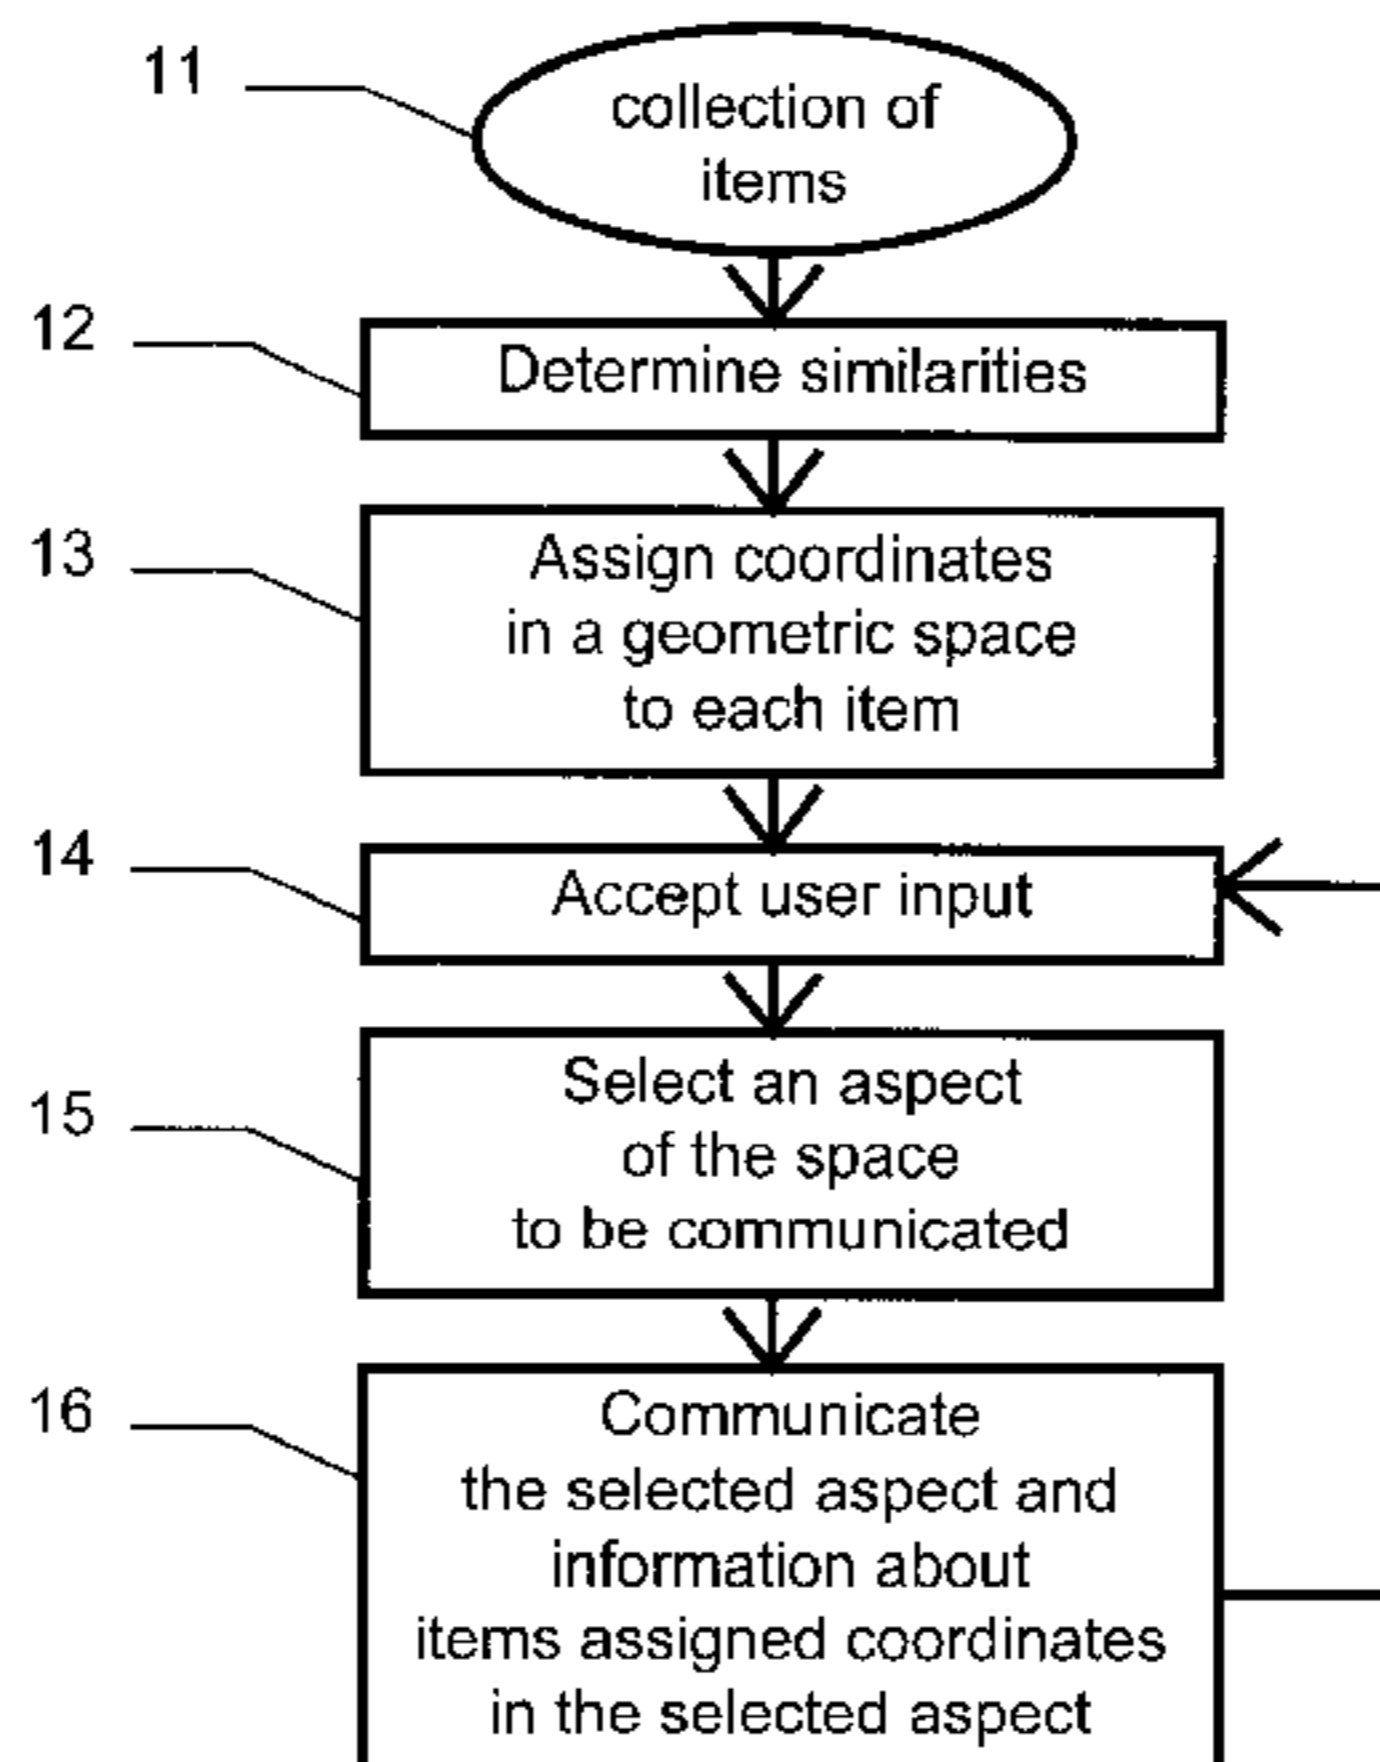 11
collection of
items
12
Determine similarities
13
Assign coordinates
in a geometric space
to each item
14
Accept user input
15
Select an aspect
of the space
to be communicated
16
Communicate
the selected aspect and
information about
items assigned coordinates
in the selected aspect